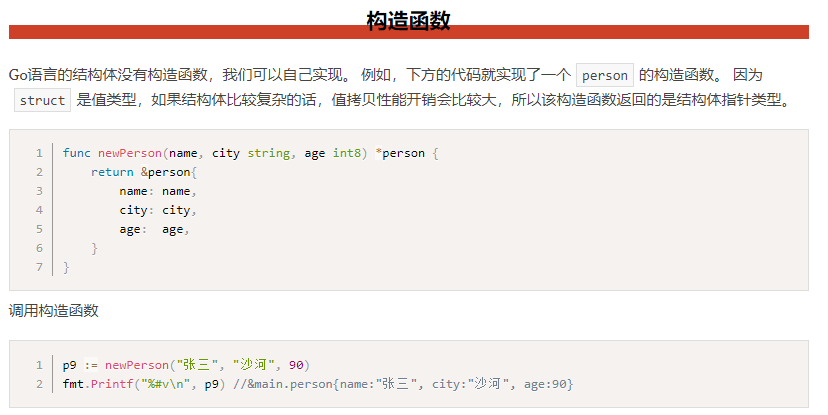 构造函数
Go语言的结构体没有构造函数，我们可以自己实现。 例如，下方的代码就实现了一个 person 的构造函数。 因为
struct 是值类型，如果结构体比较复杂的话，值拷贝性能开销会比较大，所以该构造函数返回的是结构体指针类型。
1 func newPerson(name, city string, age int8) *person {
2     return &person{
3         name: name,
4         city: city,
5         age:  age,
6     }
7 }
调用构造函数
1 p9 := newPerson("张三", "沙河", 90)
2 fmt.Printf("%#v\n", p9) //&main.person{name:"张三", city:"沙河", age:90}